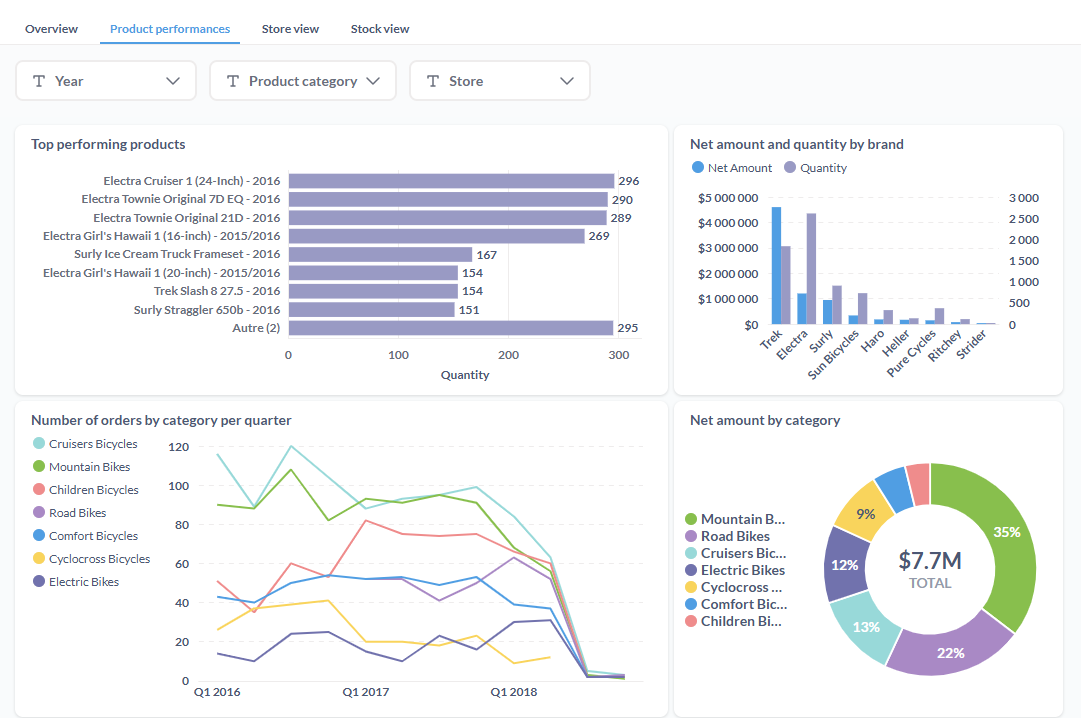 Overview Product performances Store view Stock view
Year Product category Store
Top performing products
Electra Cruiser 1 (24-Inch) - 2016 296
Electra Townie Original 7D EQ - 2016 290
Electra Townie Original 21D - 2016 289
Electra Girl's Hawaii 1 (16-inch) - 2015/2016 269
Surly Ice Cream Truck Frameset - 2016 167
Electra Girl's Hawaii 1 (20-inch) - 2015/2016 154
Trek Slash 8 27.5 - 2016 154
Surly Straggler 650b - 2016 151
Autre (2) 295
0 100 200 300
Quantity
Net amount and quantity by brand
Net Amount Quantity
$5 000 000 3 000
$4 000 000 2 500
$3 000 000 2 000
$2 000 000 1 500
$1 000 000 1 000
$0 500
0
Trek Electra Surly Sun Bicycles Haro Heller Pure Cycles Ritchey Strider
Number of orders by category per quarter
Cruisers Bicycles
Mountain Bikes
Children Bicycles
Road Bikes
Comfort Bicycles
Cyclocross Bicycles
Electric Bikes
120
100
80
60
40
20
0
Q1 2016 Q1 2017 Q1 2018
Net amount by category
Mountain B...
Road Bikes
Cruisers Bic...
Electric Bikes
Cyclocross ...
Comfort Bic...
Children Bi...
35%
22%
13%
12%
9%
$7.7M
TOTAL